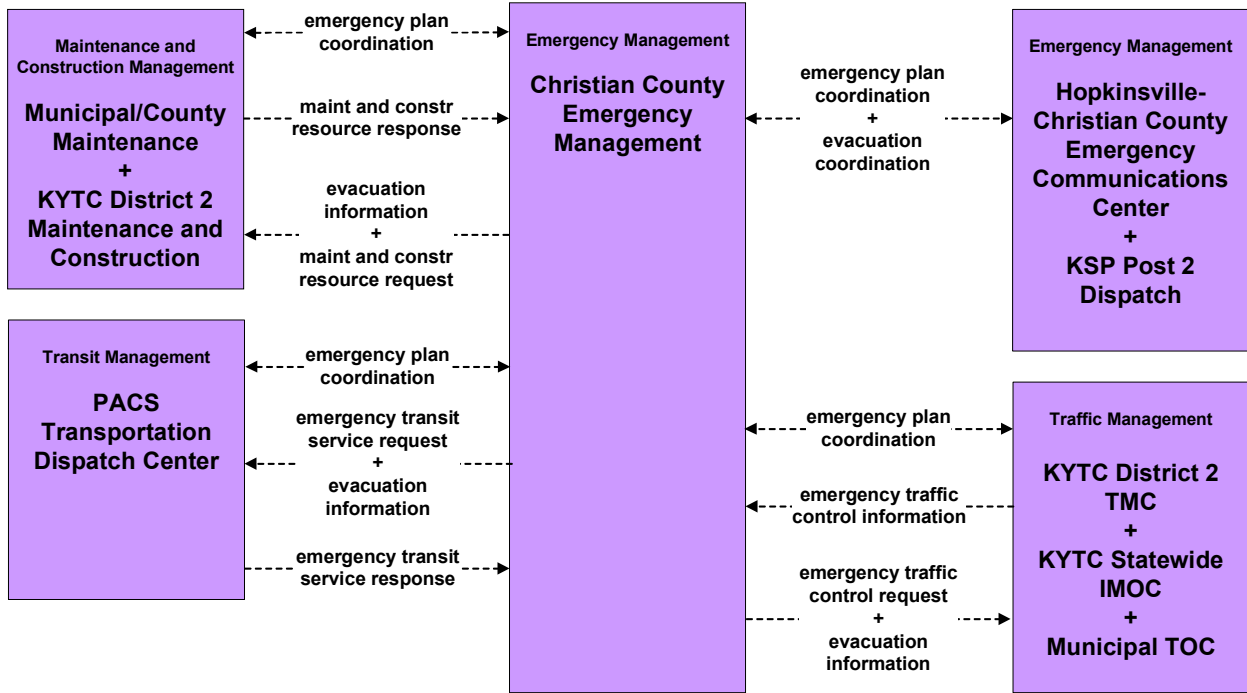 Maintenance and
Construction Management
Municipal/County
Maintenance
+
KYTC District 2
Maintenance and
Construction
emergency plan
coordination
maint and constr
resource response
evacuation
information
+
maint and constr
resource request
Transit Management
PACS
Transportation
Dispatch Center
emergency plan
coordination
emergency transit
service request
+
evacuation
information
emergency transit
service response
Emergency Management
Christian County
Emergency
Management
emergency plan
coordination
+
evacuation
coordination
Emergency Management
Hopkinsville-
Christian County
Emergency
Communications
Center
+
KSP Post 2
Dispatch
emergency plan
coordination
emergency traffic
control information
emergency traffic
control request
+
evacuation
information
Traffic Management
KYTC District 2
TMC
+
KYTC Statewide
IMOC
+
Municipal TOC